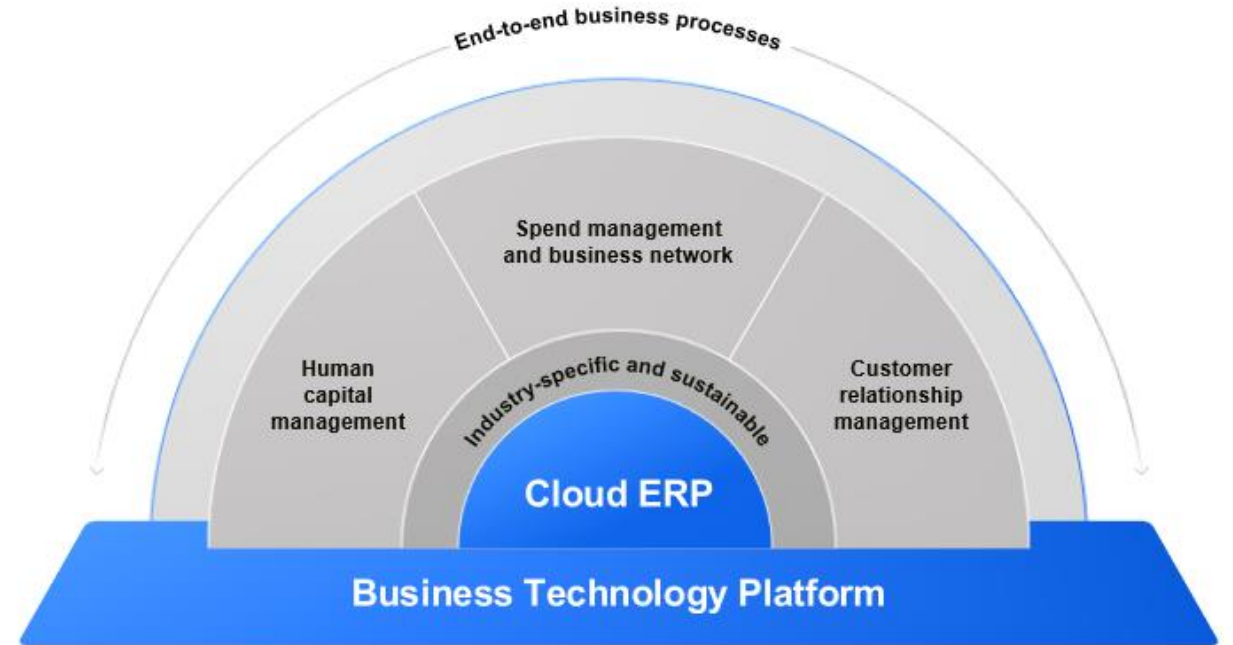 End-to-end business processes
Spend management
and business network
Human
capital
management
Industry-specific and sustainable
Customer
relationship
management
Cloud ERP
Business Technology Platform